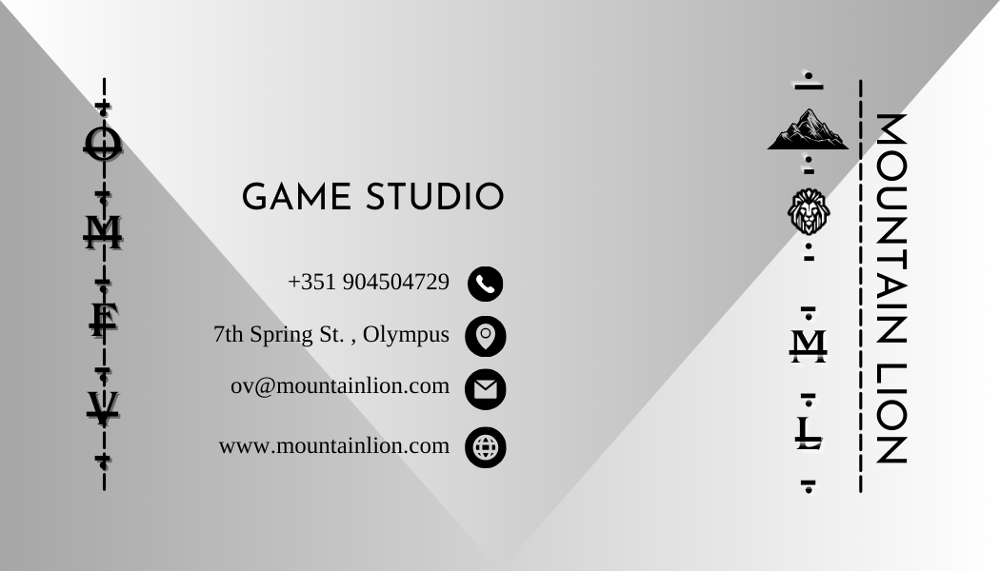 O
M
F
V
GAME STUDIO
+351 904504729
7th Spring St. , Olympus
ov@mountainlion.com
www.mountainlion.com
M
L
MOUNTAIN LION